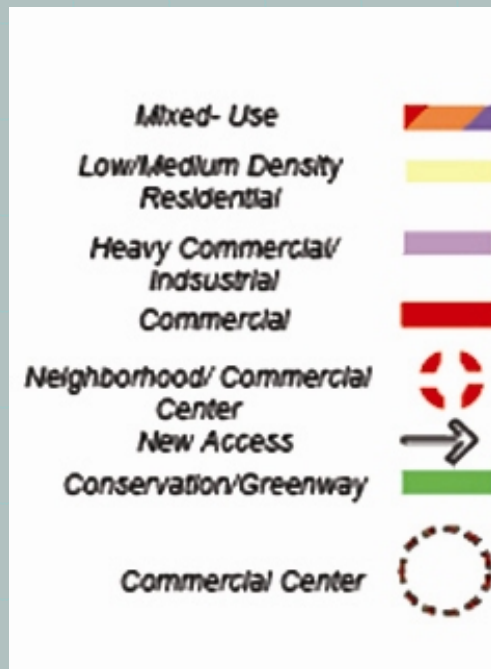 Mixed- Use
Low/Medium Density
Residential
Heavy Commercial/
Indsustrial
Commercial
Neighborhood/ Commercial
Center
New Access
Conservation/Greenway
Commercial Center